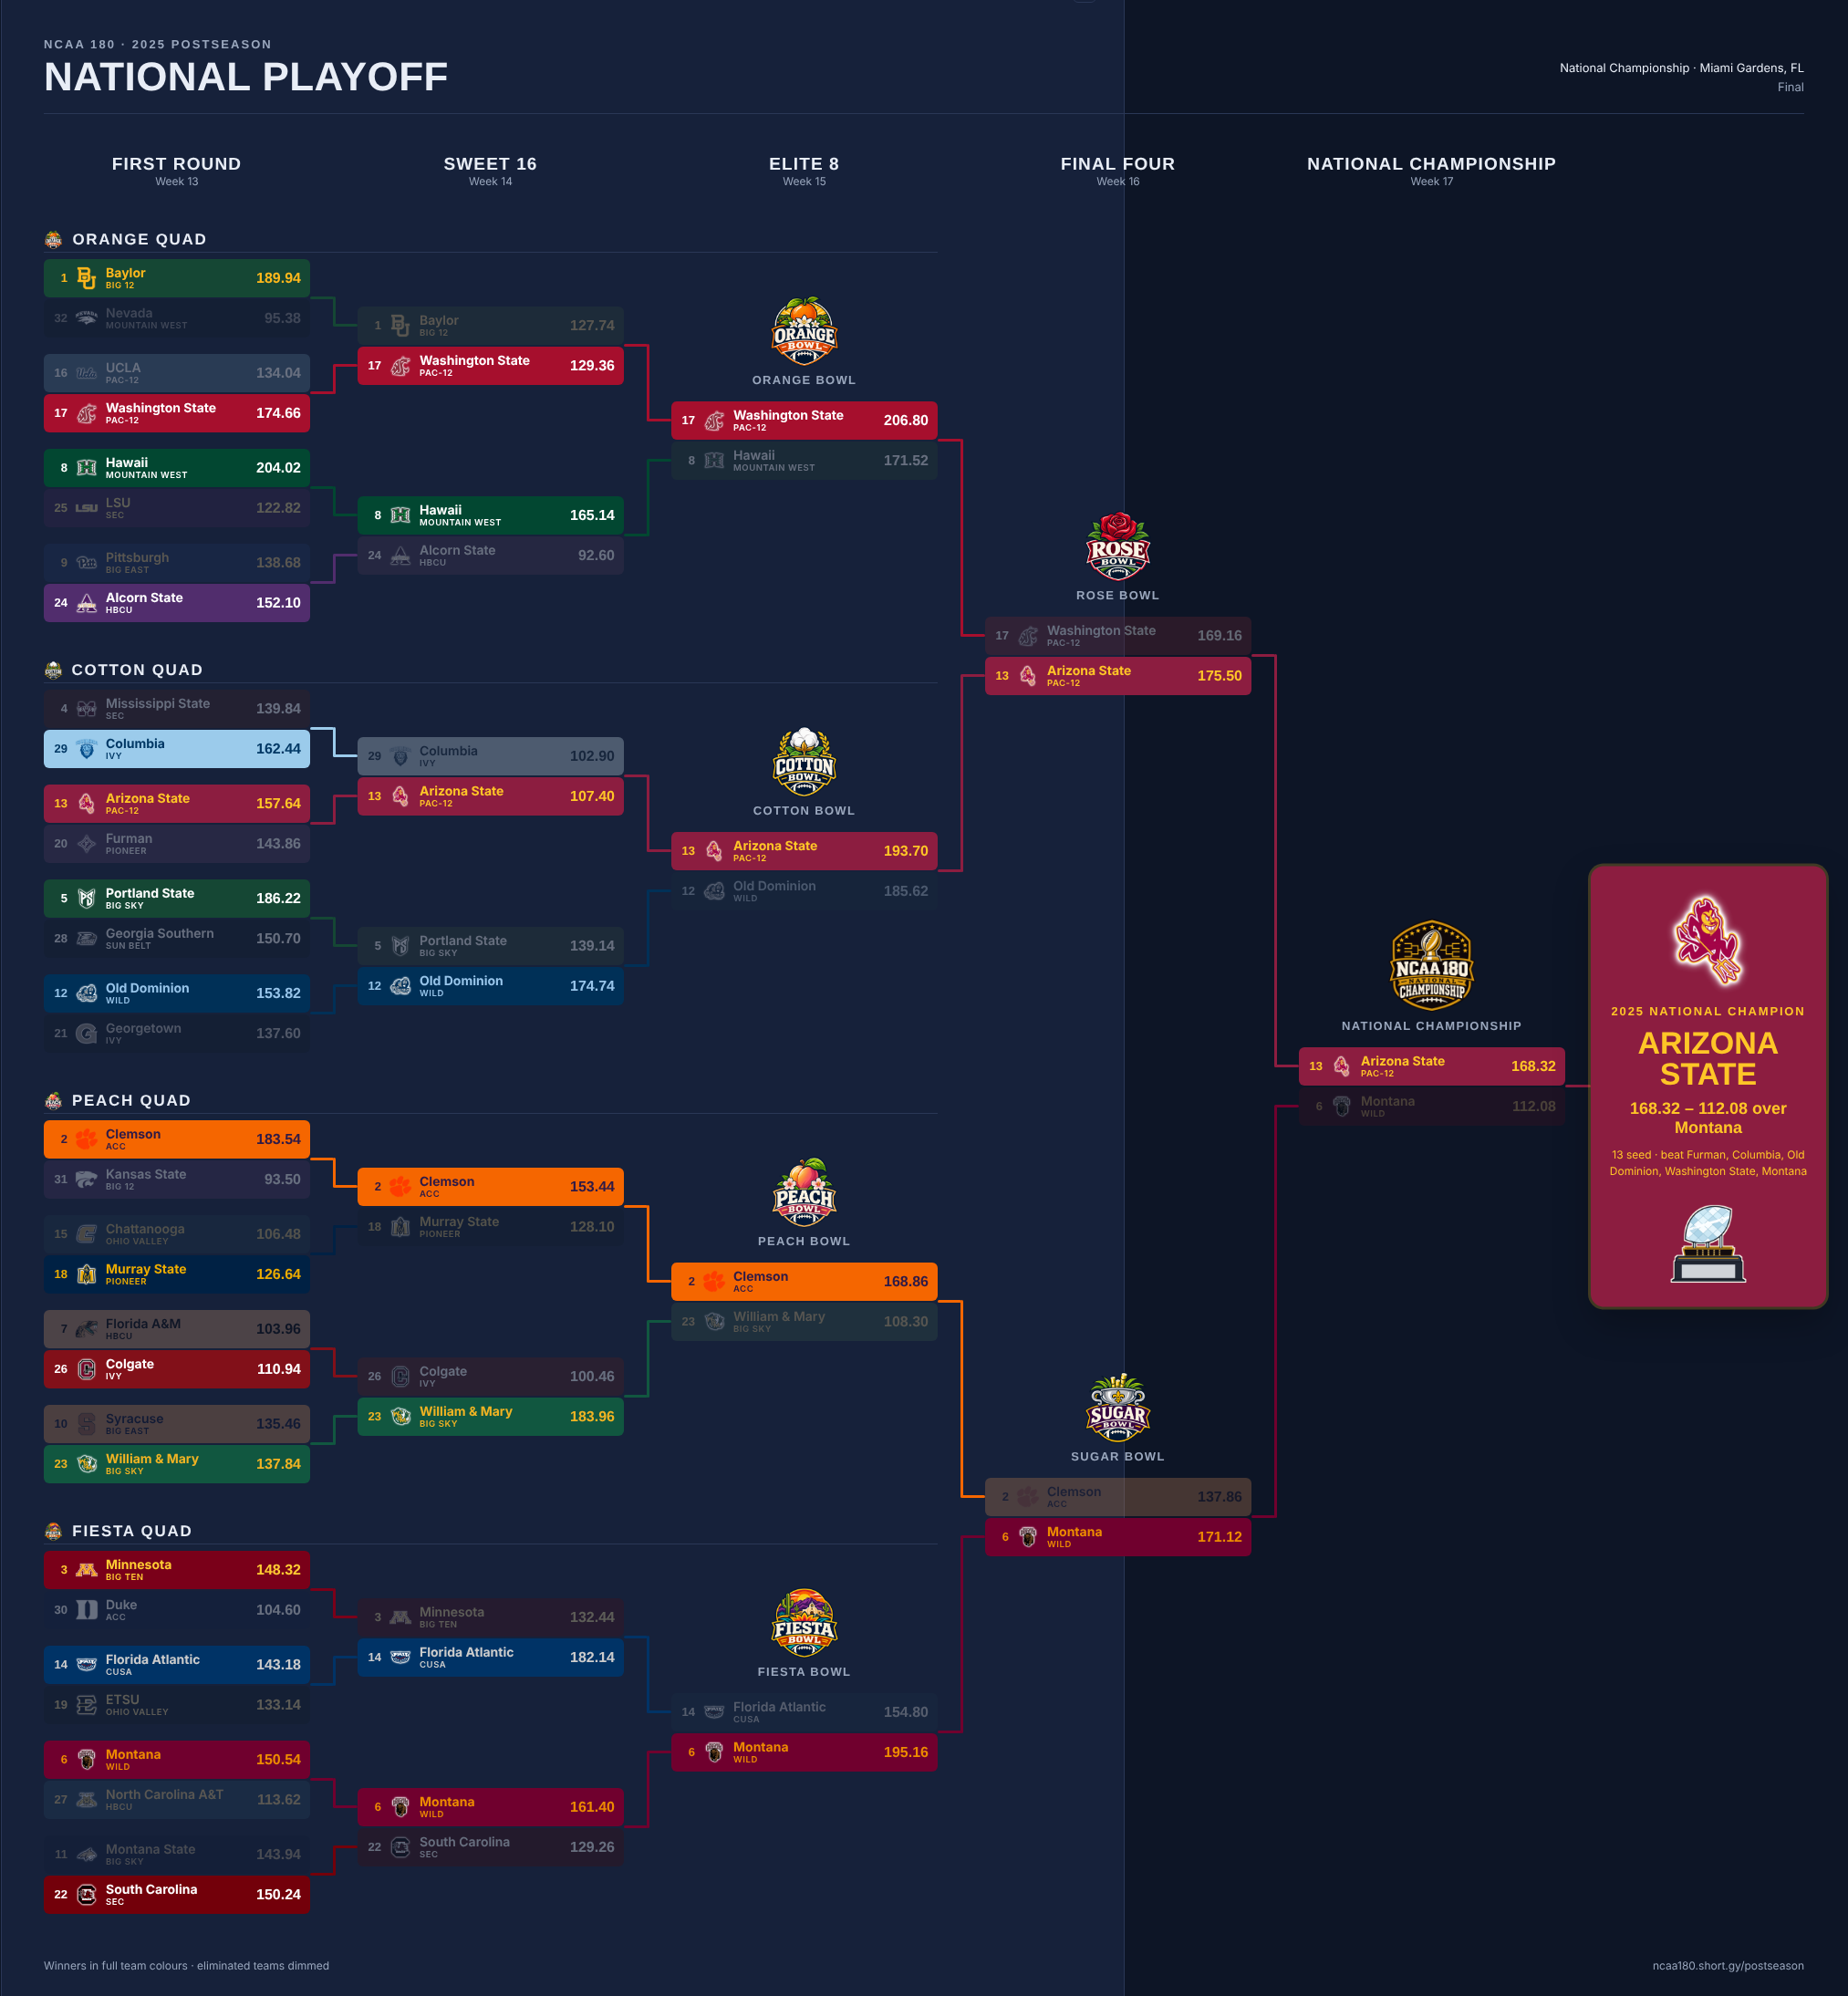 NCAA 180 · 2025 POSTSEASON
NATIONAL PLAYOFF
National Championship · Miami Gardens, FL
Final
FIRST ROUND
Week 13
SWEET 16
Week 14
ELITE 8
Week 15
FINAL FOUR
Week 16
NATIONAL CHAMPIONSHIP
Week 17
ORANGE QUAD
1 Baylor 189.94
BIG 12
32 Nevada 95.38
MOUNTAIN WEST
16 UCLA 134.04
PAC-12
17 Washington State 174.66
PAC-12
8 Hawaii 204.02
MOUNTAIN WEST
25 LSU 122.82
SEC
9 Pittsburgh 138.68
BIG EAST
24 Alcorn State 152.10
HBCU
1 Baylor 127.74
BIG 12
17 Washington State 129.36
PAC-12
8 Hawaii 165.14
MOUNTAIN WEST
24 Alcorn State 92.60
HBCU
ORANGE BOWL
ORANGE BOWL
17 Washington State 206.80
PAC-12
8 Hawaii 171.52
MOUNTAIN WEST
ROSE BOWL
ROSE BOWL
17 Washington State 169.16
PAC-12
13 Arizona State 175.50
PAC-12
COTTON QUAD
4 Mississippi State 139.84
SEC
29 Columbia 162.44
IVY
13 Arizona State 157.64
PAC-12
20 Furman 143.86
PIONEER
5 Portland State 186.22
BIG SKY
28 Georgia Southern 150.70
SUN BELT
12 Old Dominion 153.82
WILD
21 Georgetown 137.60
IVY
29 Columbia 102.90
IVY
13 Arizona State 107.40
PAC-12
5 Portland State 139.14
BIG SKY
12 Old Dominion 174.74
WILD
COTTON BOWL
COTTON BOWL
13 Arizona State 193.70
PAC-12
12 Old Dominion 185.62
WILD
NCAA 180
NATIONAL
CHAMPIONSHIP
NATIONAL CHAMPIONSHIP
13 Arizona State 168.32
PAC-12
6 Montana 112.08
WILD
2025 NATIONAL CHAMPION
ARIZONA
STATE
168.32 – 112.08 over
Montana
13 seed · beat Furman, Columbia, Old
Dominion, Washington State, Montana
PEACH QUAD
2 Clemson 183.54
ACC
31 Kansas State 93.50
BIG 12
15 Chattanooga 106.48
OHIO VALLEY
18 Murray State 126.64
PIONEER
7 Florida A&M 103.96
HBCU
26 Colgate 110.94
IVY
10 Syracuse 135.46
BIG EAST
23 William & Mary 137.84
BIG SKY
2 Clemson 153.44
ACC
18 Murray State 128.10
PIONEER
26 Colgate 100.46
IVY
23 William & Mary 183.96
BIG SKY
PEACH BOWL
PEACH BOWL
2 Clemson 168.86
ACC
23 William & Mary 108.30
BIG SKY
SUGAR BOWL
SUGAR BOWL
2 Clemson 137.86
ACC
6 Montana 171.12
WILD
FIESTA QUAD
3 Minnesota 148.32
BIG TEN
30 Duke 104.60
ACC
14 Florida Atlantic 143.18
CUSA
19 ETSU 133.14
OHIO VALLEY
6 Montana 150.54
WILD
27 North Carolina A&T 113.62
HBCU
11 Montana State 143.94
BIG SKY
22 South Carolina 150.24
SEC
3 Minnesota 132.44
BIG TEN
14 Florida Atlantic 182.14
CUSA
6 Montana 161.40
WILD
22 South Carolina 129.26
SEC
FIESTA BOWL
FIESTA BOWL
14 Florida Atlantic 154.80
CUSA
6 Montana 195.16
WILD
Winners in full team colours · eliminated teams dimmed
ncaa180.short.gy/postseason